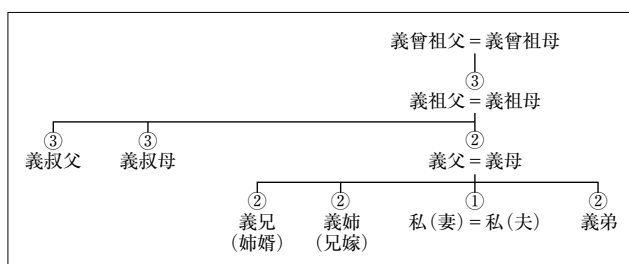 義曾祖父＝義曾祖母
③
義祖父＝義祖母
③ ③ ②
義叔父 義叔母 義父＝義母
② ② ① ②
義兄 義姉 私(妻)＝私(夫) 義弟
(姉婿) (兄嫁)